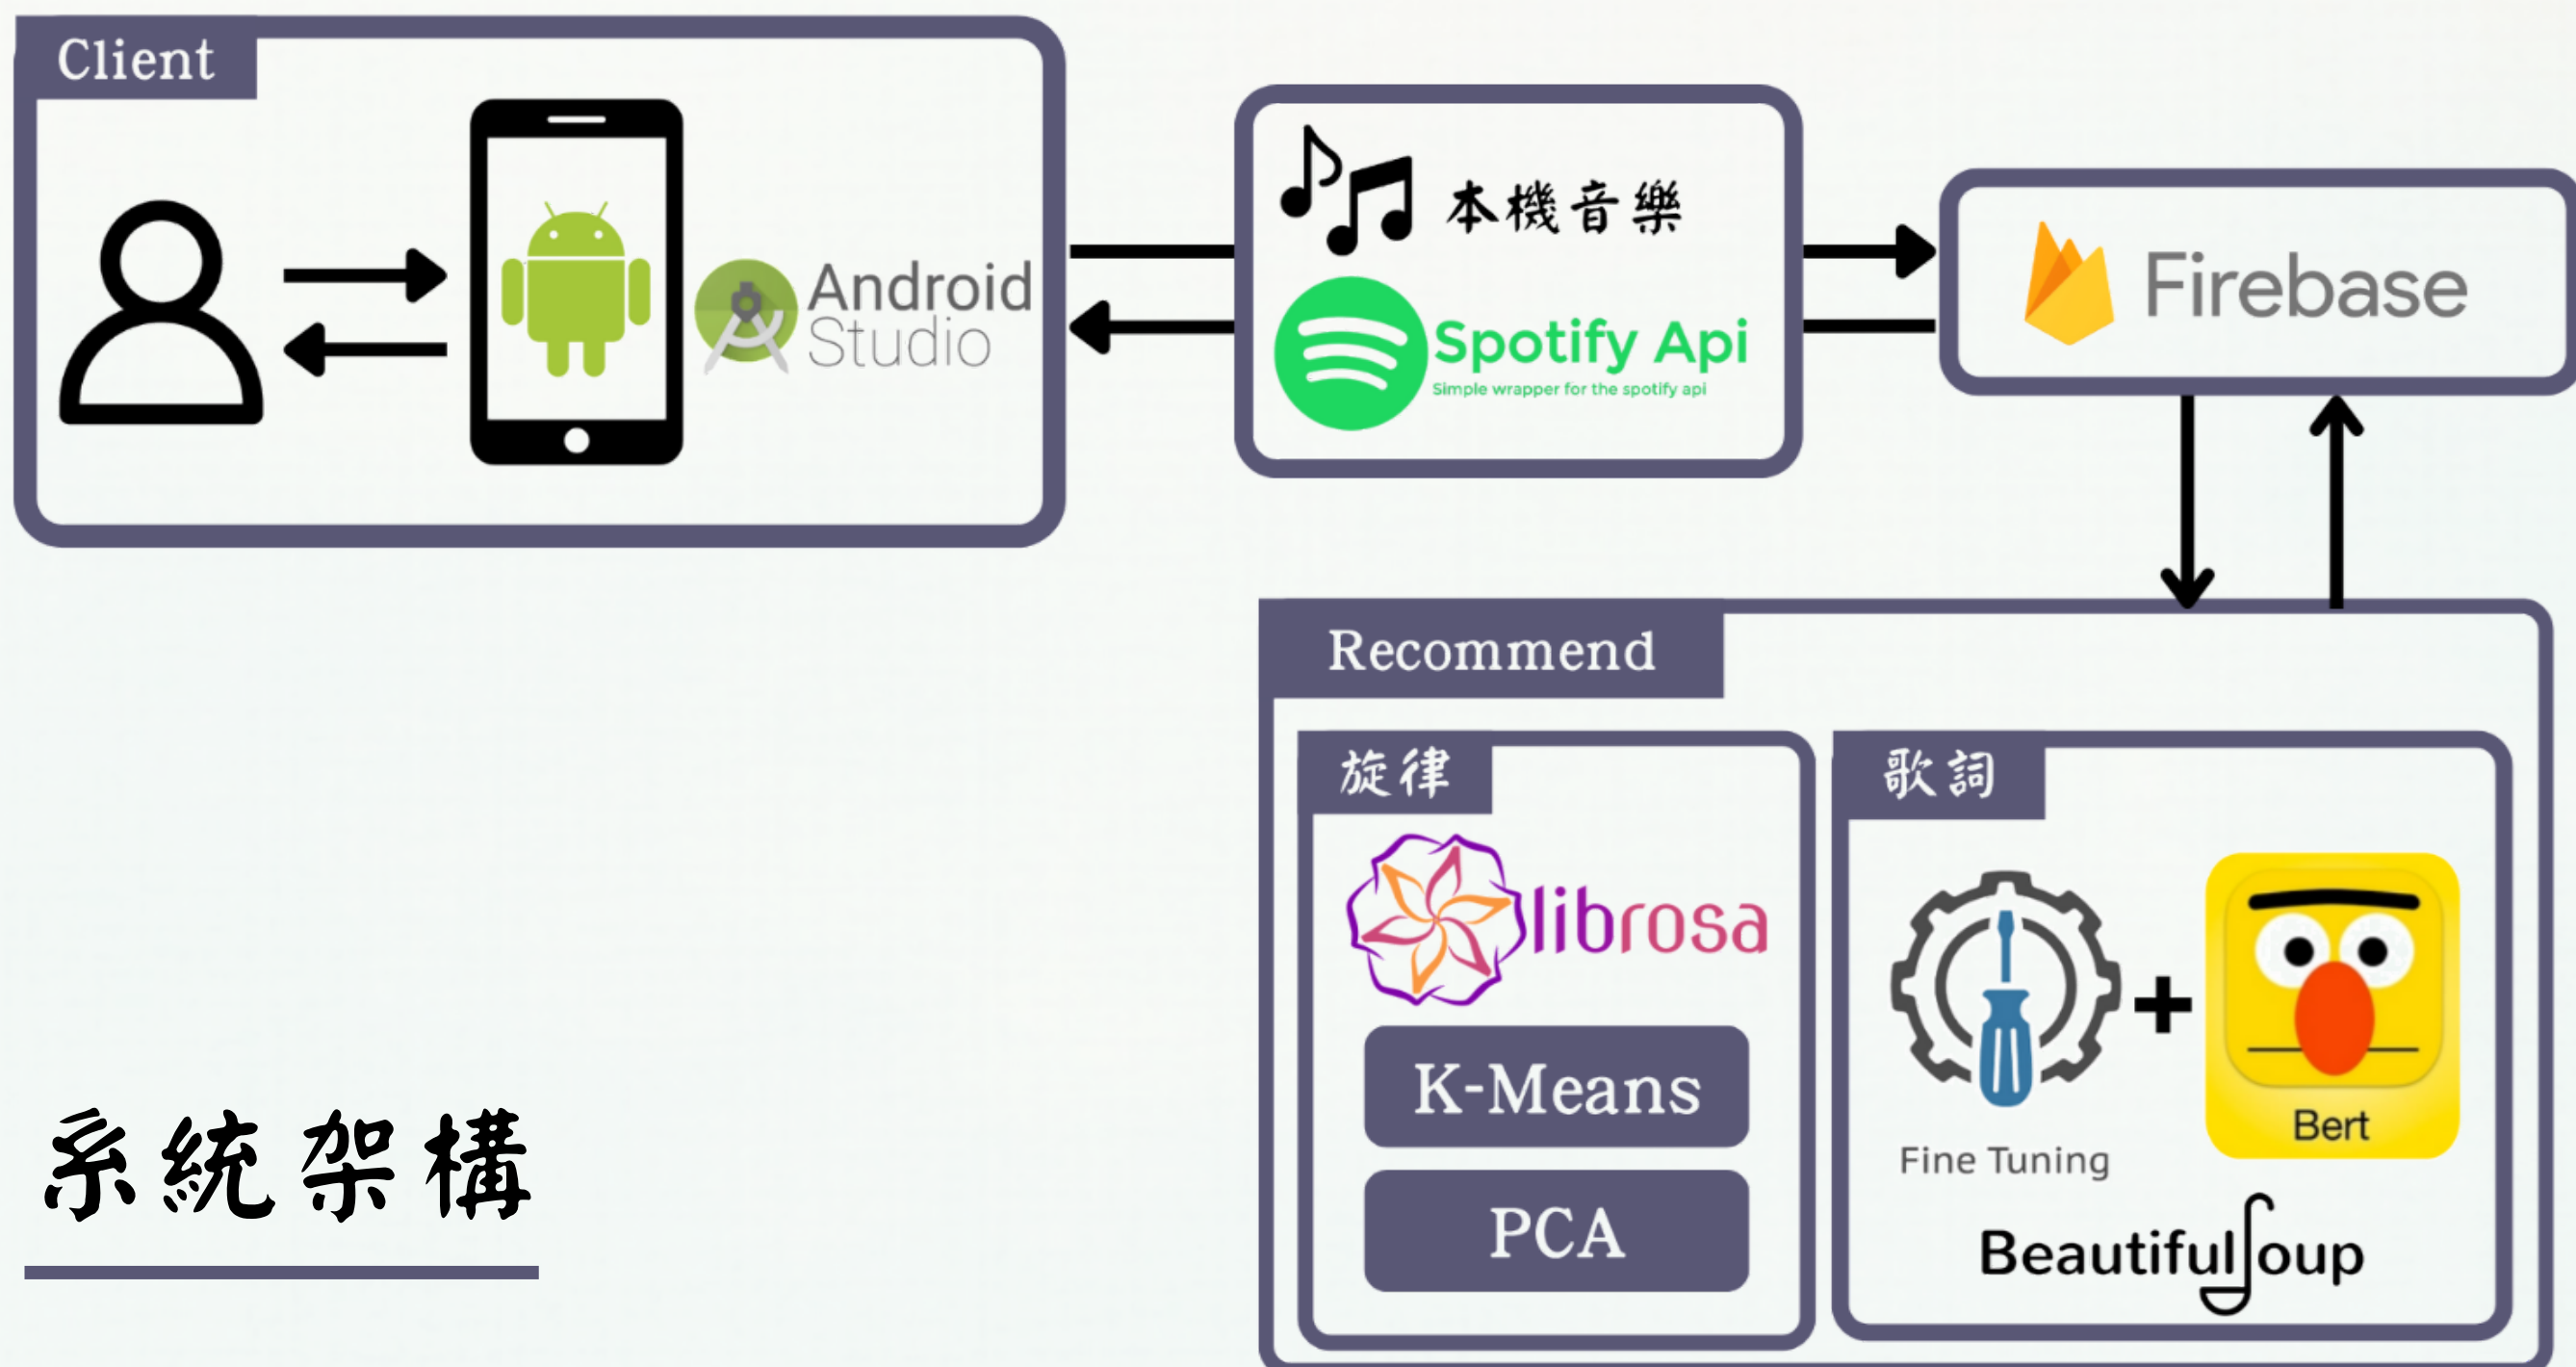 Client
Android
Studio
本機音樂
Spotify Api
Simple wrapper for the spotify api
Firebase
Recommend
旋律
librosa
K-Means
PCA
歌詞
Fine Tuning
+
Bert
BeautifulSoup
系統架構